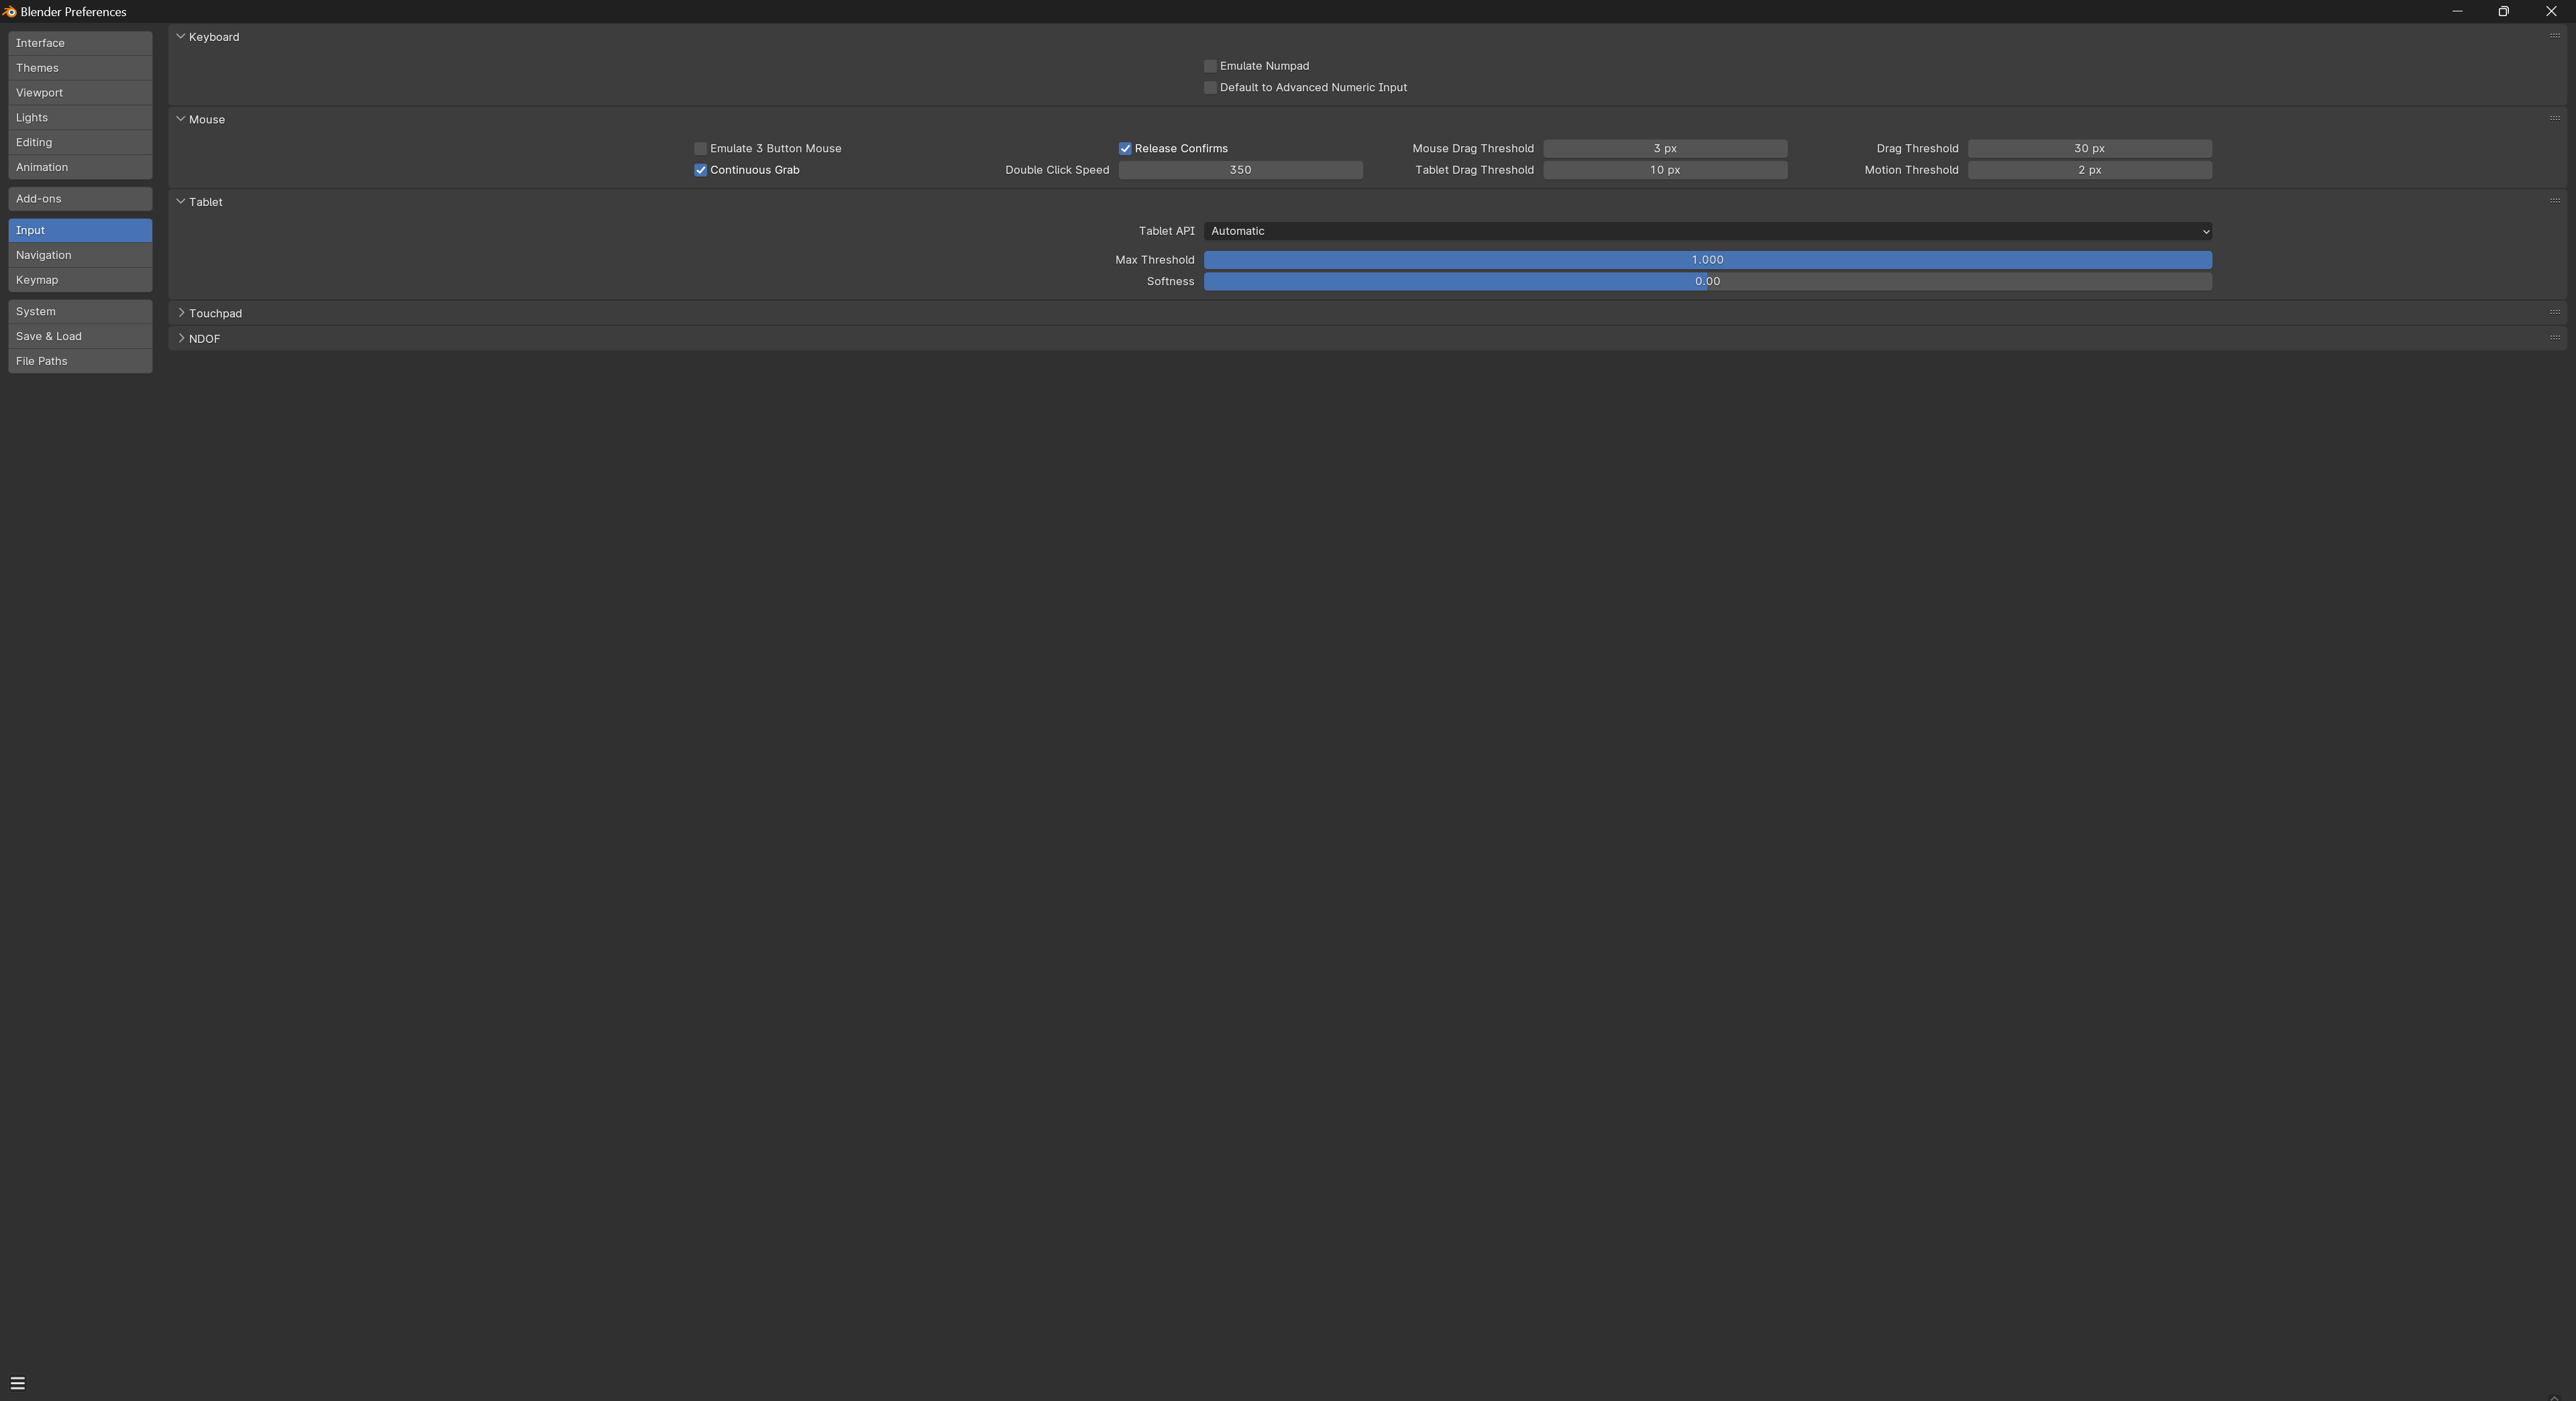 Blender Preferences
Interface
Themes
Viewport
Lights
Editing
Animation
Add-ons
Input
Navigation
Keymap
System
Save & Load
File Paths
Keyboard
Emulate Numpad
Default to Advanced Numeric Input
Mouse
Emulate 3 Button Mouse Release Confirms Mouse Drag Threshold 3 px Drag Threshold 30 px
Continuous Grab Double Click Speed 350 Tablet Drag Threshold 10 px Motion Threshold 2 px
Tablet
Tablet API Automatic
Max Threshold 1.000
Softness 0.00
Touchpad
NDOF